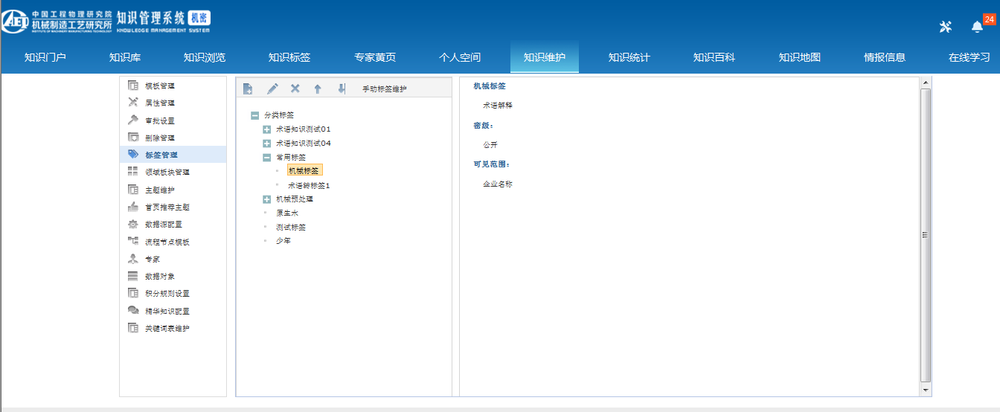 中国工程物理研究院
机械制造工艺研究所
INSTITUTE OF MACHINERY MANUFACTURING TECHNOLOGY
知识管理系统 机密
KNOWLEDGE MANAGEMENT SYSTEM
24
知识门户 知识库 知识浏览 知识标签 专家黄页 个人空间 知识维护 知识统计 知识百科 知识地图 情报信息 在线学习
模板管理
属性管理
审批设置
删除管理
标签管理
领域板块管理
主题维护
首页推荐主题
数据源配置
流程节点模板
专家
数据对象
积分规则设置
精华知识配置
关键词表维护
手动标签维护
分类标签
术语知识测试01
术语知识测试04
常用标签
机械标签
术语转标签1
机械预处理
原生水
测试标签
少年
机械标签
术语解释
密级：
公开
可见范围：
企业名称